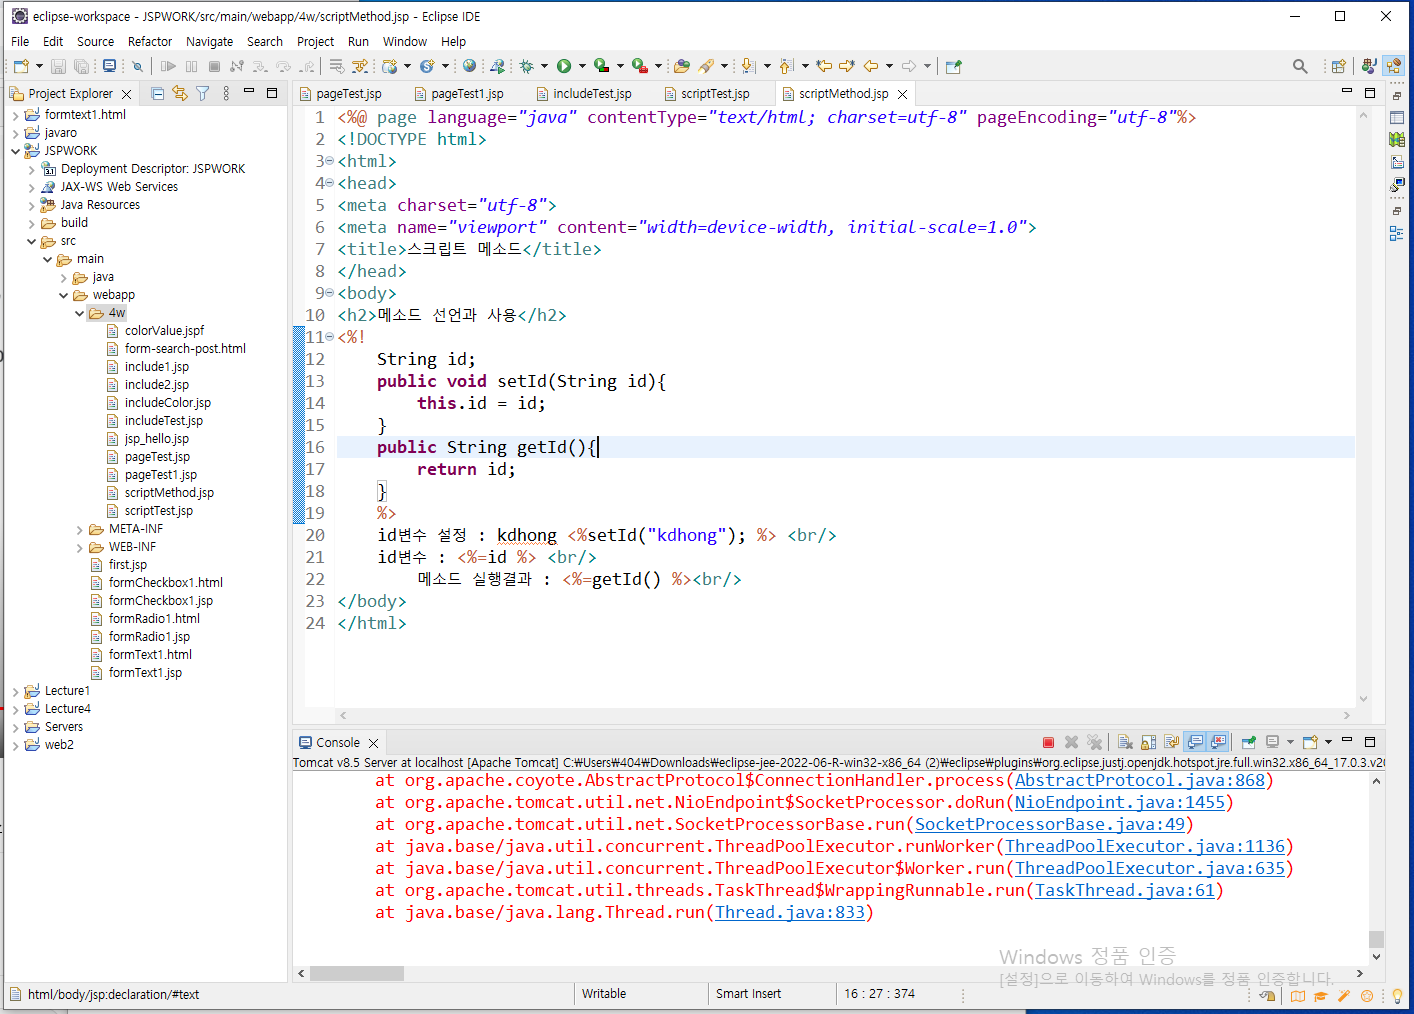 eclipse-workspace - JSPWORK/src/main/webapp/4w/scriptMethod.jsp - Eclipse IDE
File Edit Source Refactor Navigate Search Project Run Window Help
Project Explorer
formtext1.html
javaro
JSPWORK
Deployment Descriptor: JSPWORK
JAX-WS Web Services
Java Resources
build
src
main
java
webapp
4w
colorValue.jspf
form-search-post.html
include1.jsp
include2.jsp
includeColor.jsp
includeTest.jsp
jsp_hello.jsp
pageTest.jsp
pageTest1.jsp
scriptMethod.jsp
scriptTest.jsp
META-INF
WEB-INF
first.jsp
formCheckbox1.html
formCheckbox1.jsp
formRadio1.html
formRadio1.jsp
formText1.html
formText1.jsp
Lecture1
Lecture4
Servers
web2
pageTest.jsp pageTest1.jsp includeTest.jsp scriptTest.jsp scriptMethod.jsp
1 <%@ page language="java" contentType="text/html; charset=utf-8" pageEncoding="utf-8"%>
2 <!DOCTYPE html>
3 <html>
4 <head>
5 <meta charset="utf-8">
6 <meta name="viewport" content="width=device-width, initial-scale=1.0">
7 <title>스크립트 메소드</title>
8 </head>
9 <body>
10 <h2>메소드 선언과 사용</h2>
11 <%!
12 String id;
13 public void setId(String id){
14 this.id = id;
15 }
16 public String getId(){
17 return id;
18 }
19 %>
20 id변수 설정 : kdhong <%setId("kdhong"); %> <br/>
21 id변수 : <%=id %> <br/>
22 메소드 실행결과 : <%=getId() %><br/>
23 </body>
24 </html>
Console
Tomcat v8.5 Server at localhost [Apache Tomcat] C:₩Users₩404₩Downloads₩eclipse-jee-2022-06-R-win32-x86_64 (2)₩eclipse₩plugins₩org.eclipse.justj.openjdk.hotspot.jre.full.win32.x86_64_17.0.3.v20
at org.apache.coyote.AbstractProtocol$ConnectionHandler.process(AbstractProtocol.java:868)
at org.apache.tomcat.util.net.NioEndpoint$SocketProcessor.doRun(NioEndpoint.java:1455)
at org.apache.tomcat.util.net.SocketProcessorBase.run(SocketProcessorBase.java:49)
at java.base/java.util.concurrent.ThreadPoolExecutor.runWorker(ThreadPoolExecutor.java:1136)
at java.base/java.util.concurrent.ThreadPoolExecutor$Worker.run(ThreadPoolExecutor.java:635)
at org.apache.tomcat.util.threads.TaskThread$WrappingRunnable.run(TaskThread.java:61)
at java.base/java.lang.Thread.run(Thread.java:833)
Windows 정품 인증
[설정]으로 이동하여 Windows를 정품 인증합니다.
html/body/jsp:declaration/#text Writable Smart Insert 16 : 27 : 374